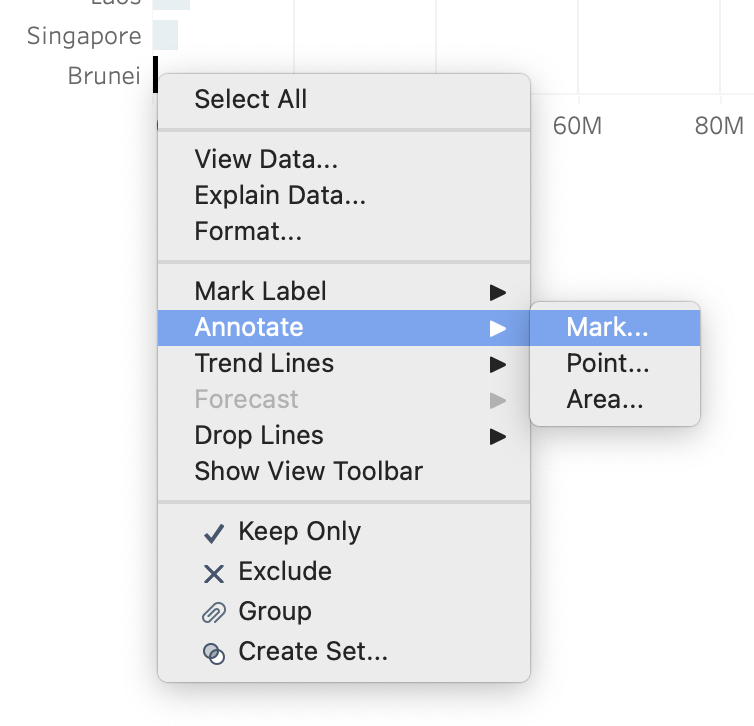 Laos
Singapore
Brunei
60M
80M
Select All
View Data...
Explain Data...
Format...
Mark Label
Annotate
Trend Lines
Forecast
Drop Lines
Show View Toolbar
Keep Only
Exclude
Group
Create Set...
Mark...
Point...
Area...